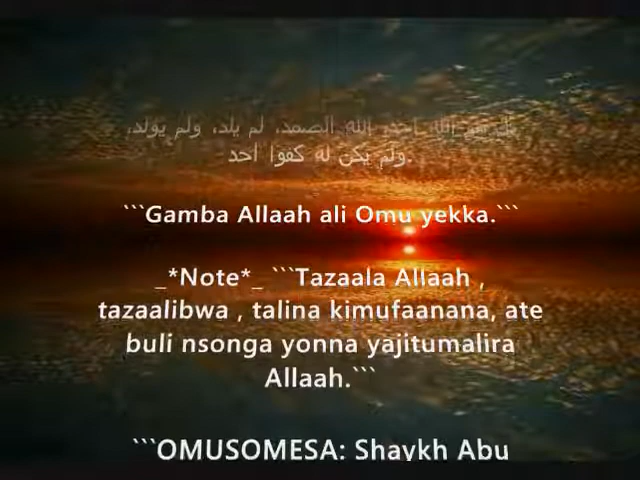 الله احد، الله الصمد، لم يلد، ولم يولد،
ولم يكن له كفوا احد.
```Gamba Allaah ali Omu yekka.```
_*Note*_ ```Tazaala Allaah ,
tazaalibwa , talina kimufaanana, ate
buli nsonga yonna yajitumalira
Allaah.```
```OMUSOMESA: Shaykh Abu